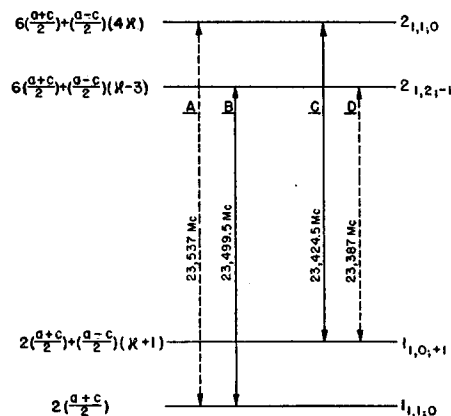 6(a+c/2)+(a-c/2)(4ϰ) 2₁,₁;₀
6(a+c/2)+(a-c/2)(ϰ-3) 2₁,₂;₋₁
A B C D
23,537 Mc
23,499.5 Mc
23,424.5 Mc
23,387 Mc
2(a+c/2)+(a-c/2)(ϰ+1) 1₁,₀;₊₁
2(a+c/2) 1₁,₁;₀